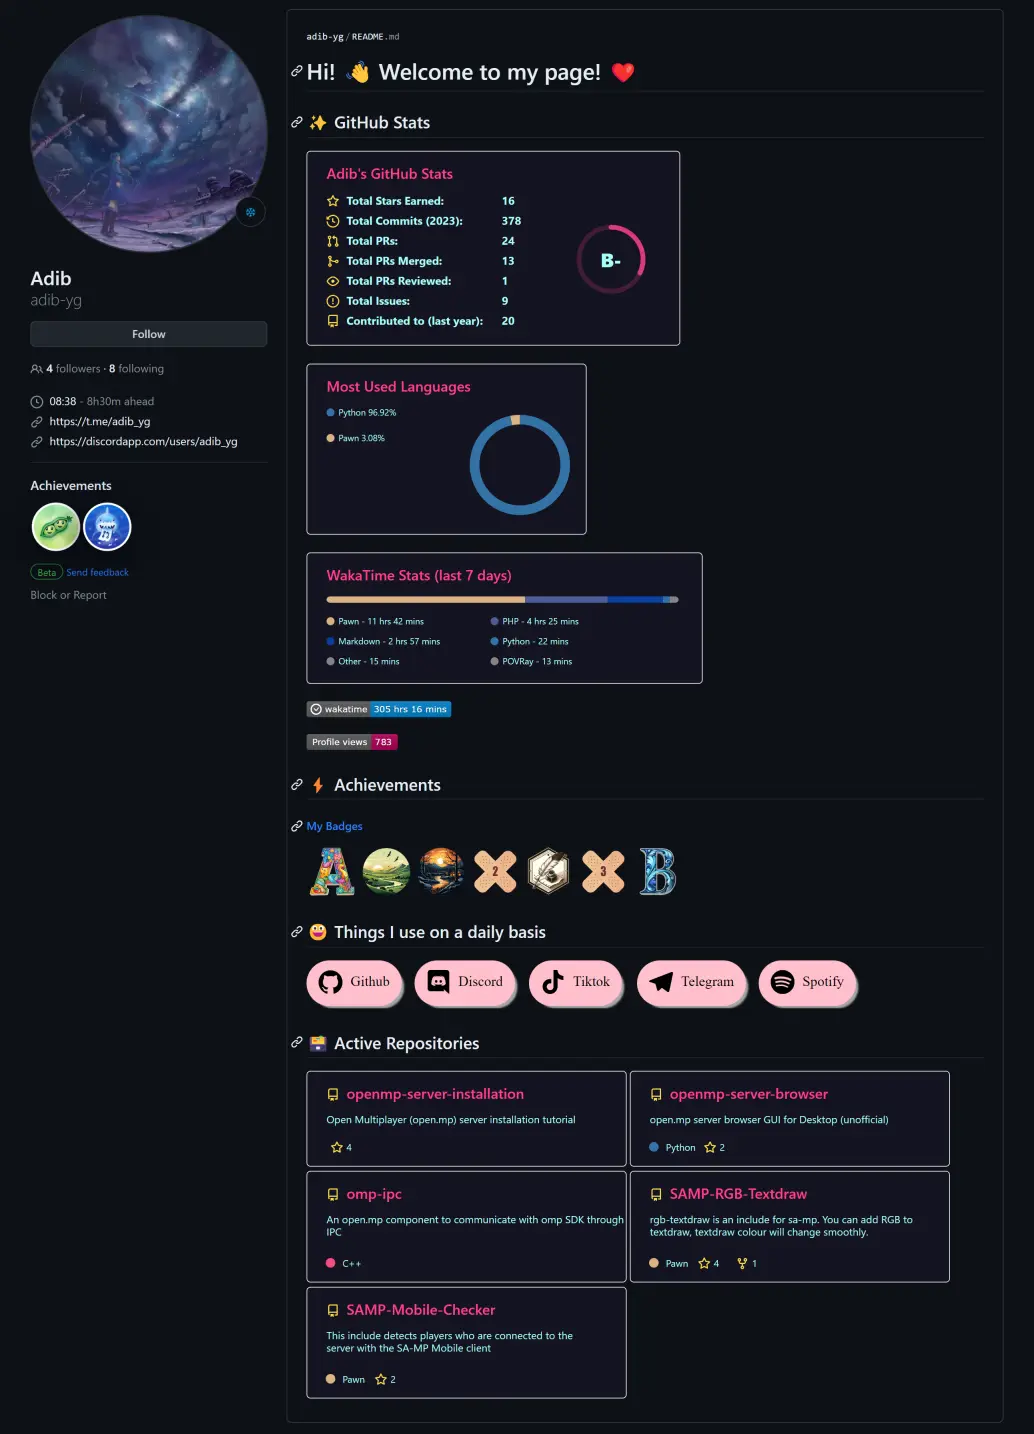 Adib
adib-yg
Follow
4 followers · 8 following
08:38 - 8h30m ahead
https://t.me/adib_yg
https://discordapp.com/users/adib_yg
Achievements
Beta Send feedback
Block or Report
adib-yg/README.md
Hi! 👋 Welcome to my page! ❤️
✨ GitHub Stats
Adib's GitHub Stats
Total Stars Earned: 16
Total Commits (2023): 378
Total PRs: 24
Total PRs Merged: 13
Total PRs Reviewed: 1
Total Issues: 9
Contributed to (last year): 20
B-
Most Used Languages
Python 96.92%
Pawn 3.08%
WakaTime Stats (last 7 days)
Pawn - 11 hrs 42 mins PHP - 4 hrs 25 mins
Markdown - 2 hrs 57 mins Python - 22 mins
Other - 15 mins POVRay - 13 mins
wakatime 305 hrs 16 mins
Profile views 783
⚡ Achievements
My Badges
A 2 3 B
😃 Things I use on a daily basis
Github Discord Tiktok Telegram Spotify
🗃️ Active Repositories
openmp-server-installation
Open Multiplayer (open.mp) server installation tutorial
4
openmp-server-browser
open.mp server browser GUI for Desktop (unofficial)
Python 2
omp-ipc
An open.mp component to communicate with omp SDK through
IPC
C++
SAMP-RGB-Textdraw
rgb-textdraw is an include for sa-mp. You can add RGB to
textdraw, textdraw colour will change smoothly.
Pawn 4 1
SAMP-Mobile-Checker
This include detects players who are connected to the
server with the SA-MP Mobile client
Pawn 2